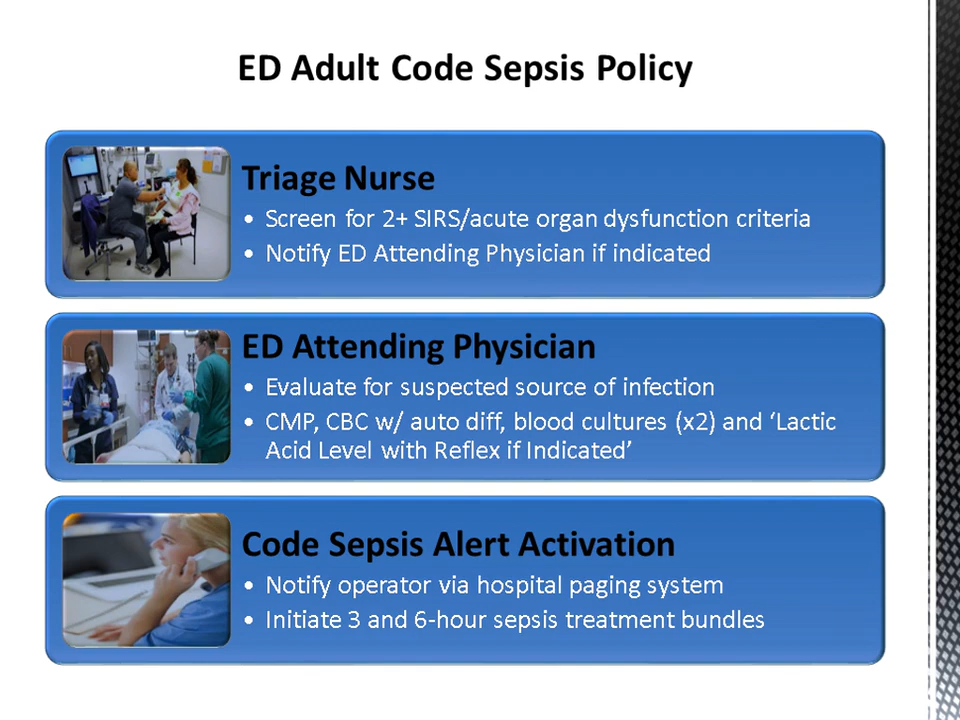 ED Adult Code Sepsis Policy
Triage Nurse
• Screen for 2+ SIRS/acute organ dysfunction criteria
• Notify ED Attending Physician if indicated
ED Attending Physician
• Evaluate for suspected source of infection
• CMP, CBC w/ auto diff, blood cultures (x2) and ‘Lactic
Acid Level with Reflex if Indicated’
Code Sepsis Alert Activation
• Notify operator via hospital paging system
• Initiate 3 and 6-hour sepsis treatment bundles